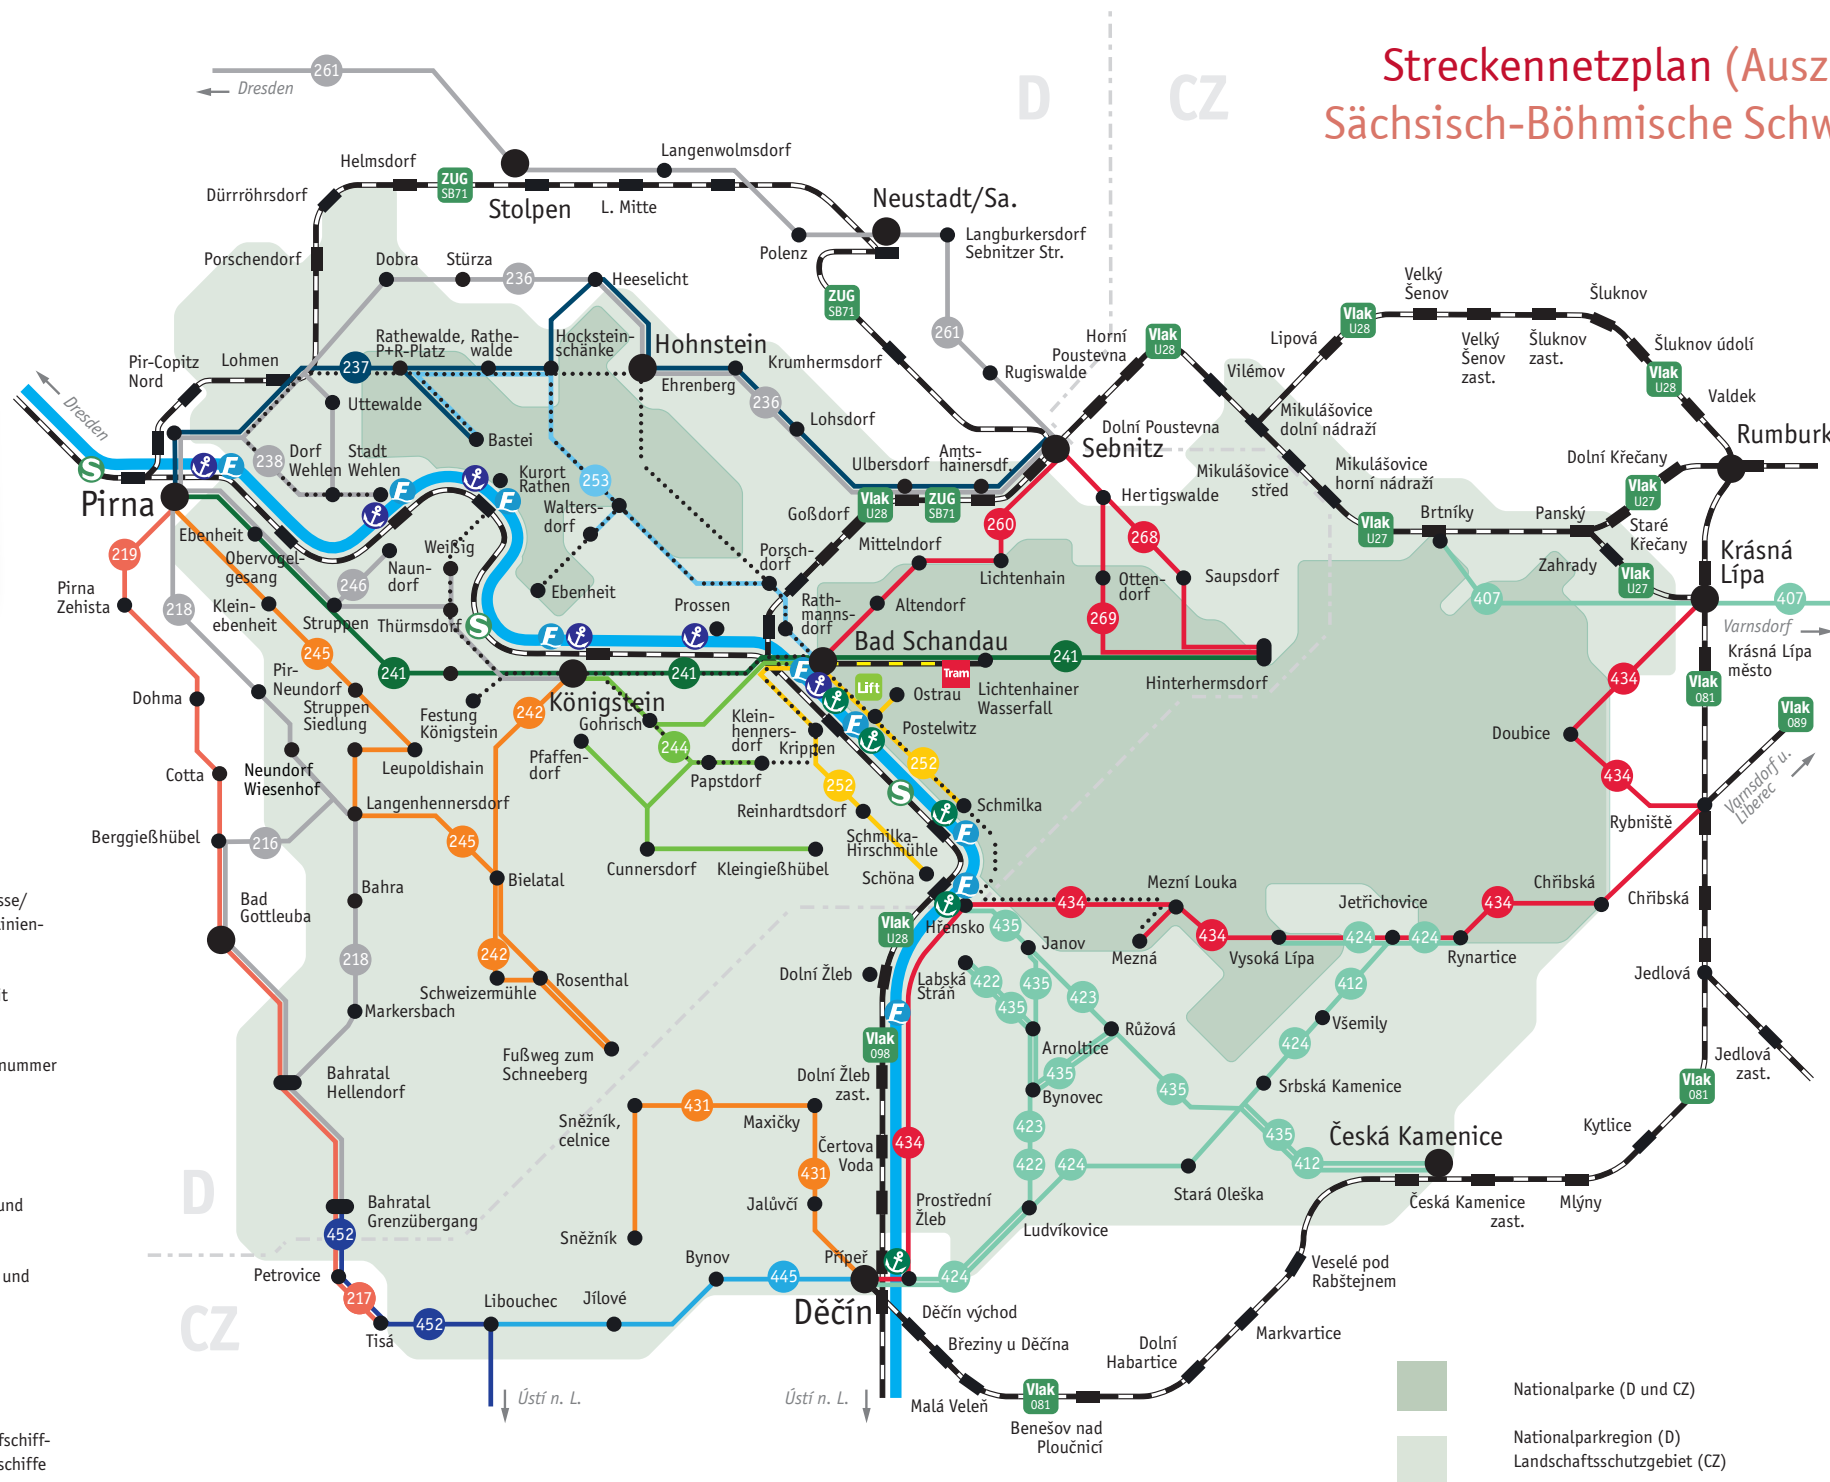 Streckennetzplan (Ausz
Sächsisch-Böhmische Schw
D
CZ
261
Dresden
Helmsdorf
Langenwolmsdorf
ZUG
SB71
Dürrröhrsdorf
Stolpen
L. Mitte
Neustadt/Sa.
Polenz
Langburkersdorf
Sebnitzer Str.
Porschendorf
Dobra
Stürza
236
Heeselicht
ZUG
SB71
261
Velký
Šenov
Šluknov
Lipová
Vlak
U28
Velký
Šenov
zast.
Šluknov
zast.
Šluknov údolí
Vlak
U28
Valdek
Rumburk
Horní
Poustevna
Vlak
U28
Vilémov
Pir-Copitz
Nord
Lohmen
237
Rathewalde,
P+R-Platz
Rathe-
walde
Hockstein-
schänke
Hohnstein
Ehrenberg
Krumhermsdorf
236
Rugiswalde
Mikulášovice
dolní nádraží
Dolní Poustevna
Lohsdorf
Sebnitz
Dresden
Uttewalde
Bastei
238
Dorf
Wehlen
Stadt
Wehlen
Kurort
Rathen
253
Ulbersdorf
Amts-
hainersdf.
Mikulášovice
střed
Mikulášovice
horní nádraží
Dolní Křečany
Vlak
U27
S
F
Pirna
Walters-
dorf
Goßdorf
Vlak
U28
ZUG
SB71
Hertigswalde
260
268
Vlak
U27
Brtníky
Panský
Staré
Křečany
Krásná
Lípa
219
Ebenheit
Obervogel-
gesang
Weißig
Naun-
dorf
246
Mittelndorf
Porsch-
dorf
Lichtenhain
Otten-
dorf
Saupsdorf
Zahrady
Vlak
U27
407
407
Varnsdorf
Pirna
Zehista
218
Klein-
ebenheit
Struppen
Thürmsdorf
S
Ebenheit
Prossen
Rath-
manns-
dorf
Altendorf
269
Krásná Lípa
město
245
241
241
Bad Schandau
241
Hinterhermsdorf
434
Vlak
081
Vlak
089
Dohma
Pir-
Neundorf
Struppen
Siedlung
Festung
Königstein
Königstein
242
Gohrisch
Lift
Tram
Ostrau
Lichtenhainer
Wasserfall
Postelwitz
Doubice
Varnsdorf u.
Liberec
Cotta
Neundorf
Wiesenhof
Leupoldishain
Pfaffen-
dorf
244
Klein-
henners-
dorf
Krippen
Papstdorf
252
252
S
434
Langenhennersdorf
Reinhardtsdorf
Schmilka
Rybniště
Berggießhübel
216
245
Schmilka-
Hirschmühle
Cunnersdorf
Kleingießhübel
Schöna
Bad
Gottleuba
Bahra
Bielatal
Mezní Louka
434
Jetřichovice
434
Chřibská
Chřibská
sse/
inien-
218
242
Vlak
U28
Hřensko
435
Janov
Mezná
434
Vysoká Lípa
424
424
Rynartice
Jedlová
it
Schweizemühle
Rosenthal
Dolní Žleb
Labská
Stráň
422
435
435
423
412
Markersbach
Růžová
Všemily
nummer
Bahratal
Hellendorf
Fußweg zum
Schneeberg
Vlak
098
Arnoltice
435
424
Jedlová
zast.
Dolní Žleb
zast.
Bynovec
435
Srbská Kamenice
Vlak
081
Sněžník,
celnice
431
Maxičky
Čertova
Voda
434
423
435
Česká Kamenice
Kytlice
431
422
424
412
D
und
Bahratal
Grenzübergang
452
Jalůvčí
Prostřední
Žleb
Stará Oleška
Česká Kamenice
zast.
Mlýny
Sněžník
Ludvíkovice
Petrovice
Bynov
Přípeř
und
217
452
445
424
Veselé pod
Rabštejnem
CZ
Tisá
Libouchec
Jílové
Děčín
Děčín východ
Březiny u Děčína
Dolní
Habartice
Markvartice
Ústí n. L.
Ústí n. L.
Malá Veleň
Vlak
081
Benešov nad
Ploučnicí
Nationalparke (D und CZ)
Nationalparkregion (D)
Landschaftsschutzgebiet (CZ)
fschiff-
schiffe